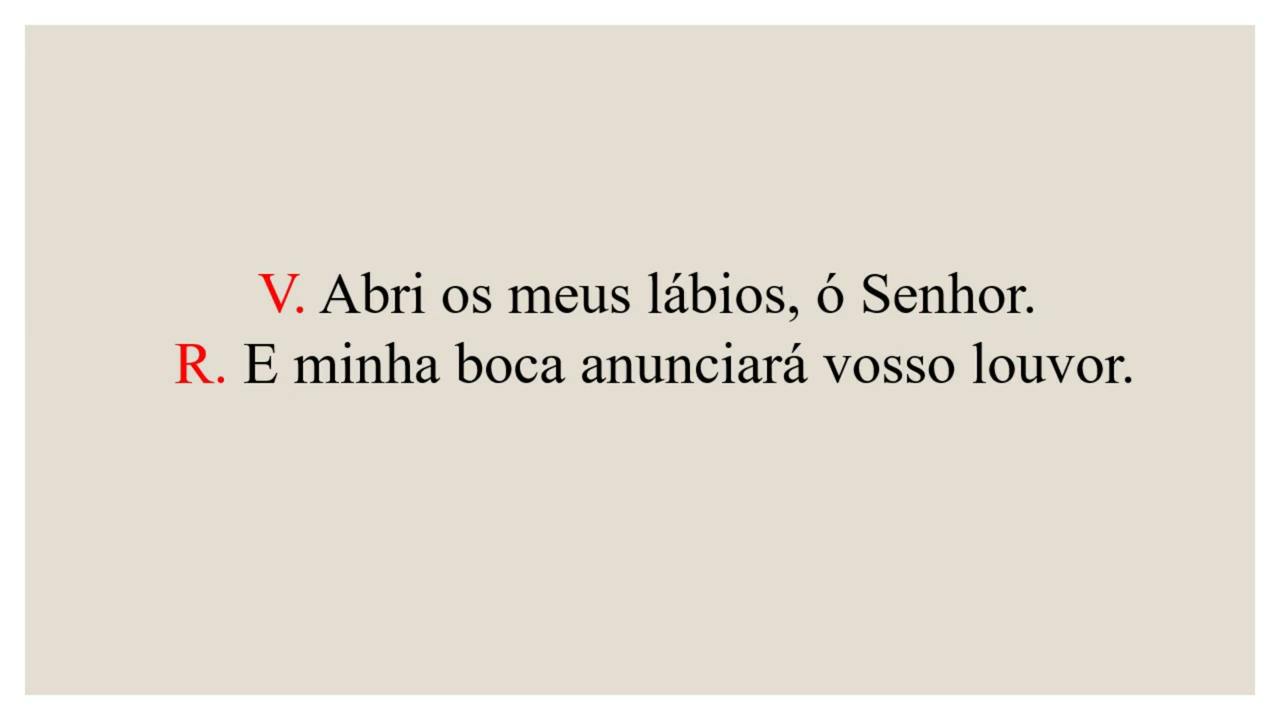 V. Abri os meus lábios, ó Senhor.
R. E minha boca anunciará vosso louvor.